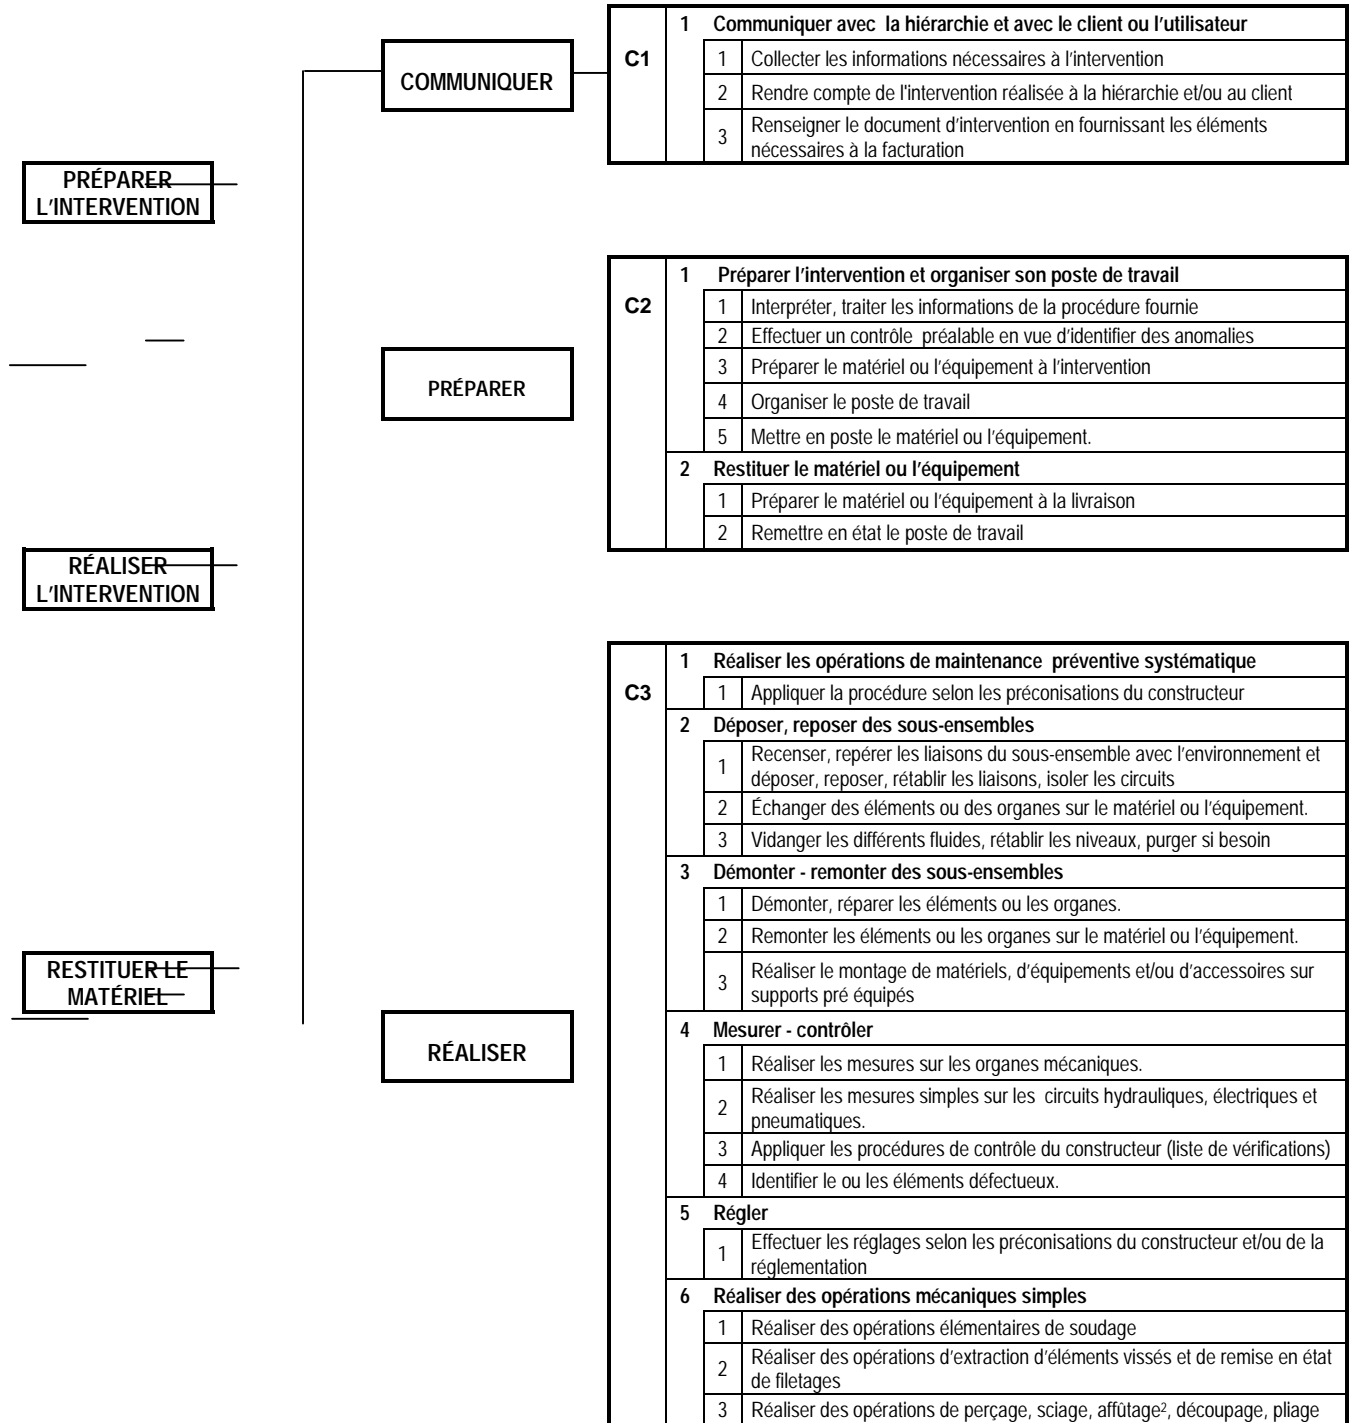 PRÉPARER
L'INTERVENTION
RÉALISER
L'INTERVENTION
RESTITUER LE
MATÉRIEL
COMMUNIQUER
PRÉPARER
RÉALISER
C1
1 Communiquer avec la hiérarchie et avec le client ou l'utilisateur
1 Collecter les informations nécessaires à l'intervention
2 Rendre compte de l'intervention réalisée à la hiérarchie et/ou au client
3 Renseigner le document d'intervention en fournissant les éléments
nécessaires à la facturation
C2
1 Préparer l'intervention et organiser son poste de travail
1 Interpréter, traiter les informations de la procédure fournie
2 Effectuer un contrôle préalable en vue d'identifier des anomalies
3 Préparer le matériel ou l'équipement à l'intervention
4 Organiser le poste de travail
5 Mettre en poste le matériel ou l'équipement.
2 Restituer le matériel ou l'équipement
1 Préparer le matériel ou l'équipement à la livraison
2 Remettre en état le poste de travail
C3
1 Réaliser les opérations de maintenance préventive systématique
1 Appliquer la procédure selon les préconisations du constructeur
2 Déposer, reposer des sous-ensembles
1 Recenser, repérer les liaisons du sous-ensemble avec l'environnement et
déposer, reposer, rétablir les liaisons, isoler les circuits
2 Échanger des éléments ou des organes sur le matériel ou l'équipement.
3 Vidanger les différents fluides, rétablir les niveaux, purger si besoin
3 Démonter - remonter des sous-ensembles
1 Démonter, réparer les éléments ou les organes.
2 Remonter les éléments ou les organes sur le matériel ou l'équipement.
3 Réaliser le montage de matériels, d'équipements et/ou d'accessoires sur
supports pré équipés
4 Mesurer - contrôler
1 Réaliser les mesures sur les organes mécaniques.
2 Réaliser les mesures simples sur les circuits hydrauliques, électriques et
pneumatiques.
3 Appliquer les procédures de contrôle du constructeur (liste de vérifications)
4 Identifier le ou les éléments défectueux.
5 Régler
1 Effectuer les réglages selon les préconisations du constructeur et/ou de la
réglementation
6 Réaliser des opérations mécaniques simples
1 Réaliser des opérations élémentaires de soudage
2 Réaliser des opérations d'extraction d'éléments vissés et de remise en état
de filetages
3 Réaliser des opérations de perçage, sciage, affûtage², découpage, pliage